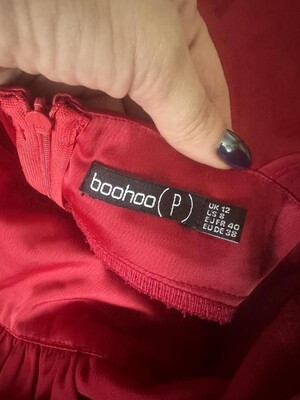 boohoo(P)
UK 12
US 8
EU FR 40
EU DE 38